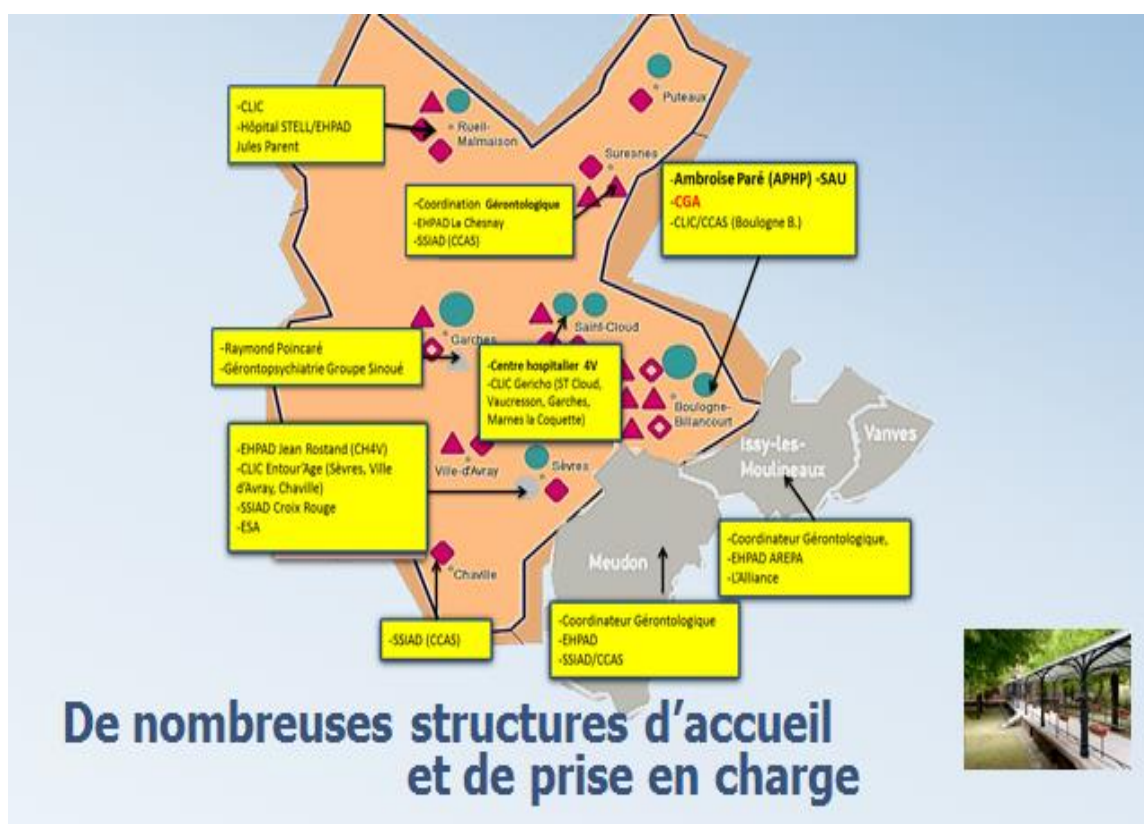 Puteaux
-CLIC
-Hôpital STELL/EHPAD
Jules Parent
Rueil-
Malmaison
Suresnes
-Ambroise Paré (APHP) -SAU
-CGA
-CLIC/CCAS (Boulogne B.)
-Coordination Gérontologique
-EHPAD Le Chesnay
-SSIAD (CCAS)
Saint-Cloud
Garches
-Raymond Poincaré
-Gérontopsychiatrie Groupe Sinoué
-Centre hospitalier 4V
-CLIC Gericho (ST Cloud,
Vaucresson, Garches,
Marnes la Coquette)
Boulogne-
Billancourt
Issy-les-
Moulineaux
Vanves
-EHPAD Jean Rostand (CH4V)
-CLIC Entour'Age (Sèvres, Ville
d'Avray, Chaville)
-SSIAD Croix Rouge
-ESA
Ville-d'Avray
Sèvres
-Coordinateur Gérontologique,
-EHPAD AREPA
-L'Alliance
Meudon
Chaville
-SSIAD (CCAS)
-Coordinateur Gérontologique
-EHPAD
-SSIAD/CCAS
De nombreuses structures d'accueil
et de prise en charge